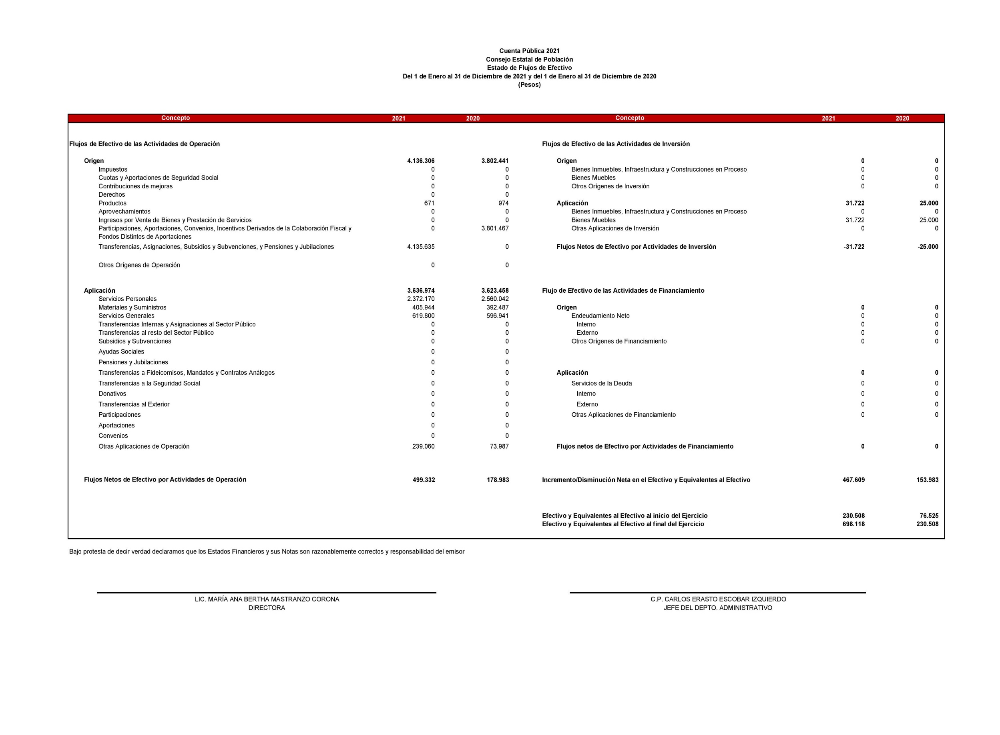 Cuenta Pública 2021
Consejo Estatal de Población
Estado de Flujos de Efectivo
Del 1 de Enero al 31 de Diciembre de 2021 y del 1 de Enero al 31 de Diciembre de 2020
(Pesos)
Concepto 2021 2020 Concepto 2021 2020
Flujos de Efectivo de las Actividades de Operación Flujos de Efectivo de las Actividades de Inversión
Origen 4.136.306 3.802.441 Origen 0 0
Impuestos 0 0 Bienes Inmuebles, Infraestructura y Construcciones en Proceso 0 0
Cuotas y Aportaciones de Seguridad Social 0 0 Bienes Muebles 0 0
Contribuciones de mejoras 0 0 Otros Orígenes de Inversión 0 0
Derechos 0 0
Productos 671 974 Aplicación 31.722 25.000
Aprovechamientos 0 0 Bienes Inmuebles, Infraestructura y Construcciones en Proceso 0 0
Ingresos por Venta de Bienes y Prestación de Servicios 0 0 Bienes Muebles 31.722 25.000
Participaciones, Aportaciones, Convenios, Incentivos Derivados de la Colaboración Fiscal y 0 3.801.467 Otras Aplicaciones de Inversión 0 0
Fondos Distintos de Aportaciones
Transferencias, Asignaciones, Subsidios y Subvenciones, y Pensiones y Jubilaciones 4.135.635 0 Flujos Netos de Efectivo por Actividades de Inversión -31.722 -25.000
Otros Orígenes de Operación 0 0
Aplicación 3.636.974 3.623.458 Flujo de Efectivo de las Actividades de Financiamiento
Servicios Personales 2.372.170 2.560.042
Materiales y Suministros 405.944 392.487 Origen 0 0
Servicios Generales 619.800 596.941 Endeudamiento Neto 0 0
Transferencias Internas y Asignaciones al Sector Público 0 0 Interno 0 0
Transferencias al resto del Sector Público 0 0 Externo 0 0
Subsidios y Subvenciones 0 0 Otros Orígenes de Financiamiento 0 0
Ayudas Sociales 0 0
Pensiones y Jubilaciones 0 0
Transferencias a Fideicomisos, Mandatos y Contratos Análogos 0 0 Aplicación 0 0
Transferencias a la Seguridad Social 0 0 Servicios de la Deuda 0 0
Donativos 0 0 Interno 0 0
Transferencias al Exterior 0 0 Externo 0 0
Participaciones 0 0 Otras Aplicaciones de Financiamiento 0 0
Aportaciones 0 0
Convenios 0 0
Otras Aplicaciones de Operación 239.060 73.987 Flujos netos de Efectivo por Actividades de Financiamiento 0 0
Flujos Netos de Efectivo por Actividades de Operación 499.332 178.983 Incremento/Disminución Neta en el Efectivo y Equivalentes al Efectivo 467.609 153.983
Efectivo y Equivalentes al Efectivo al inicio del Ejercicio 230.508 76.525
Efectivo y Equivalentes al Efectivo al final del Ejercicio 698.118 230.508
Bajo protesta de decir verdad declaramos que los Estados Financieros y sus Notas son razonablemente correctos y responsabilidad del emisor
LIC. MARÍA ANA BERTHA MASTRANZO CORONA C.P. CARLOS ERASTO ESCOBAR IZQUIERDO
DIRECTORA JEFE DEL DEPTO. ADMINISTRATIVO